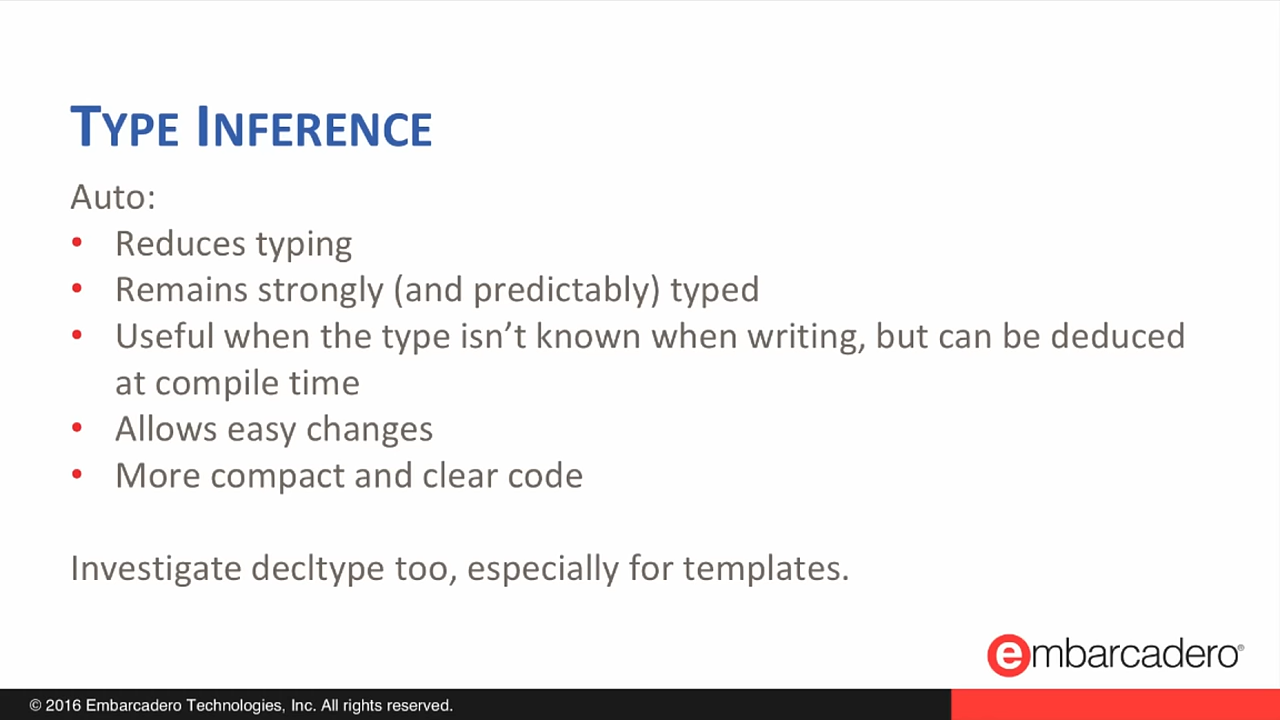 TYPE INFERENCE
Auto:
• Reduces typing
• Remains strongly (and predictably) typed
• Useful when the type isn’t known when writing, but can be deduced
at compile time
• Allows easy changes
• More compact and clear code
Investigate decltype too, especially for templates.
embarcadero®
© 2016 Embarcadero Technologies, Inc. All rights reserved.